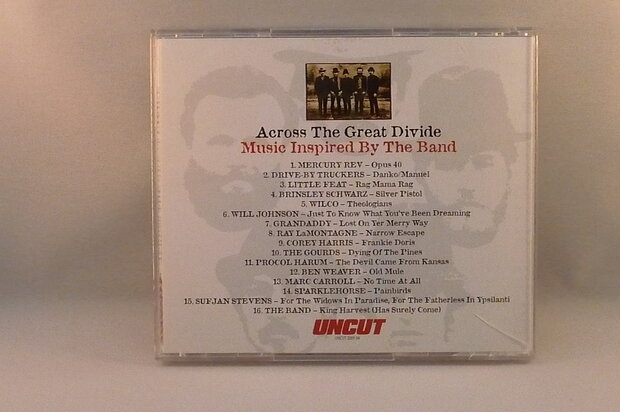 Across The Great Divide
Music Inspired By The Band
1. MERCURY REV – Opus 40
2. DRIVE-BY TRUCKERS – Danko/Manuel
3. LITTLE FEAT – Rag Mama Rag
4. BRINSLEY SCHWARZ – Silver Pistol
5. WILCO – Theologians
6. WILL JOHNSON – Just To Know What You've Been Dreaming
7. GRANDADDY – Lost On Yer Merry Way
8. RAY LaMONTAGNE – Narrow Escape
9. COREY HARRIS – Frankie Doris
10. THE GOURDS – Dying Of The Pines
11. PROCOL HARUM – The Devil Came From Kansas
12. BEN WEAVER – Old Mule
13. MARC CARROLL – No Time At All
14. SPARKLEHORSE – Painbirds
15. SUFJAN STEVENS – For The Widows In Paradise, For The Fatherless In Ypsilanti
16. THE BAND – King Harvest (Has Surely Come)
UNCUT